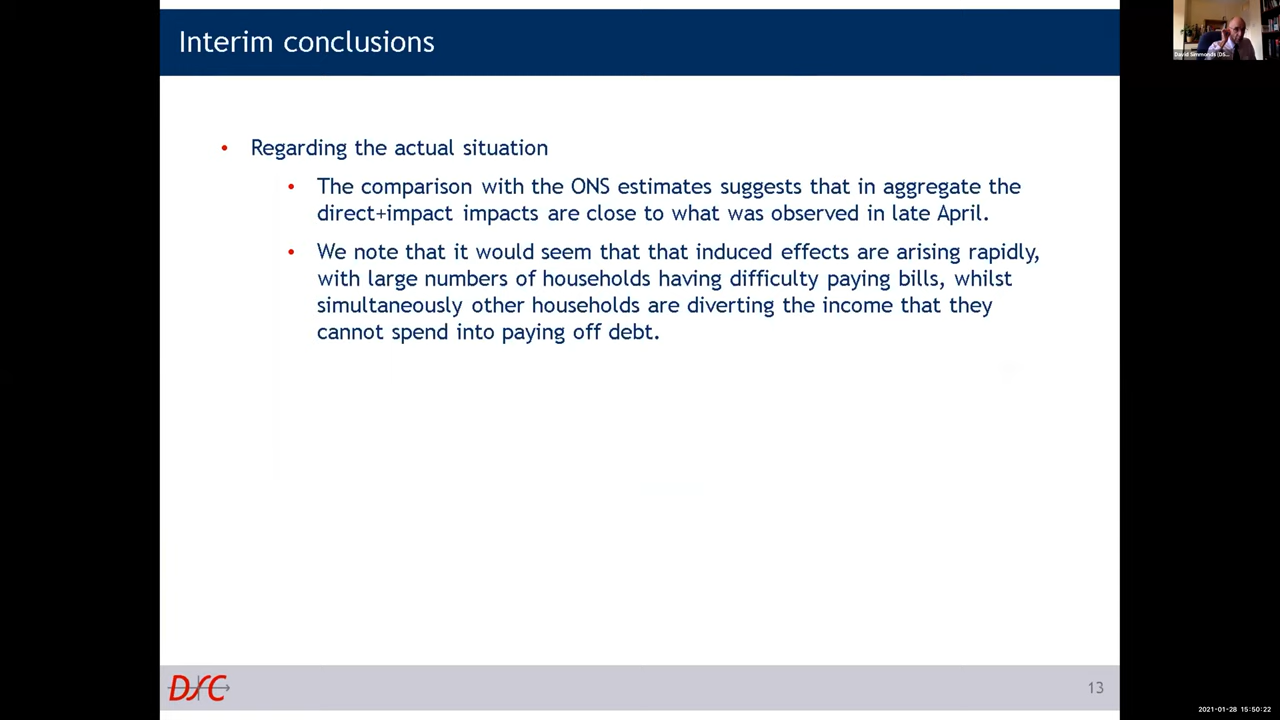 Interim conclusions
David Simmonds (DS...
• Regarding the actual situation
• The comparison with the ONS estimates suggests that in aggregate the
direct+impact impacts are close to what was observed in late April.
• We note that it would seem that that induced effects are arising rapidly,
with large numbers of households having difficulty paying bills, whilst
simultaneously other households are diverting the income that they
cannot spend into paying off debt.
DSC
13
2021-01-28 15:50:22